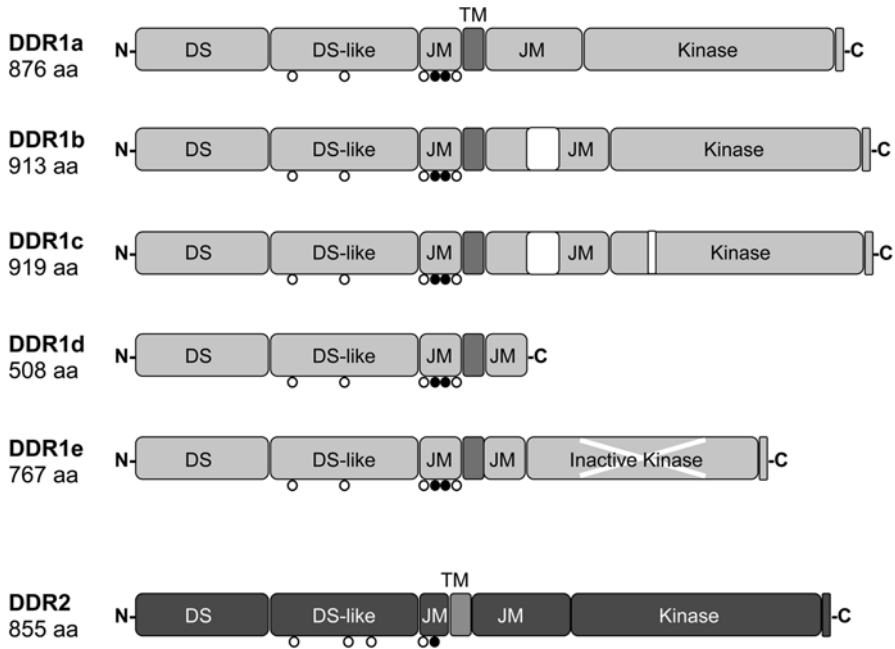 TM
DDR1a
876 aa
N- DS DS-like JM JM Kinase -C
DDR1b
913 aa
N- DS DS-like JM JM Kinase -C
DDR1c
919 aa
N- DS DS-like JM JM Kinase -C
DDR1d
508 aa
N- DS DS-like JM JM -C
DDR1e
767 aa
N- DS DS-like JM JM Inactive Kinase -C
TM
DDR2
855 aa
N- DS DS-like JM JM Kinase -C